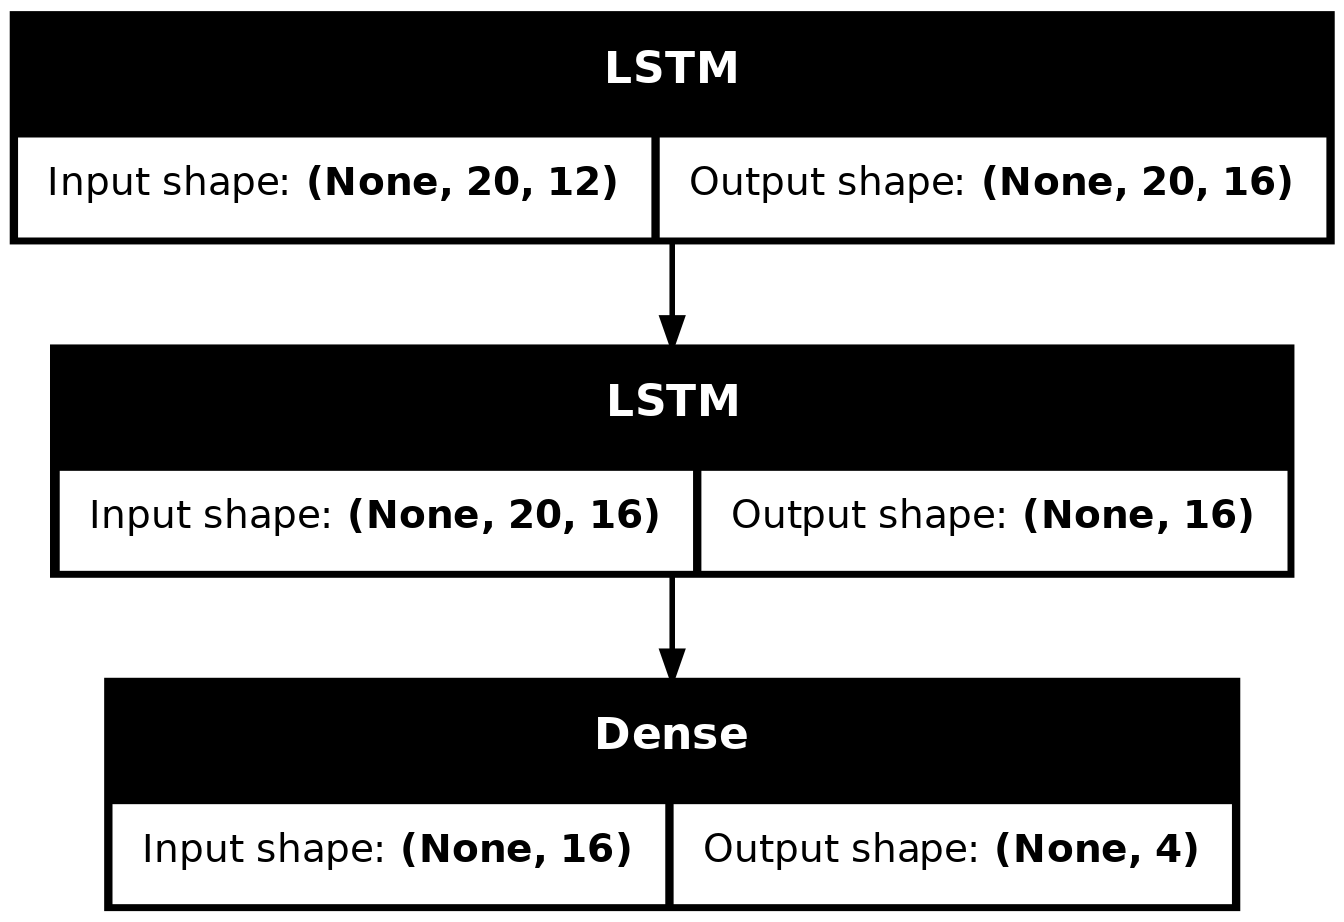 LSTM
Input shape: (None, 20, 12) Output shape: (None, 20, 16)
LSTM
Input shape: (None, 20, 16) Output shape: (None, 16)
Dense
Input shape: (None, 16) Output shape: (None, 4)